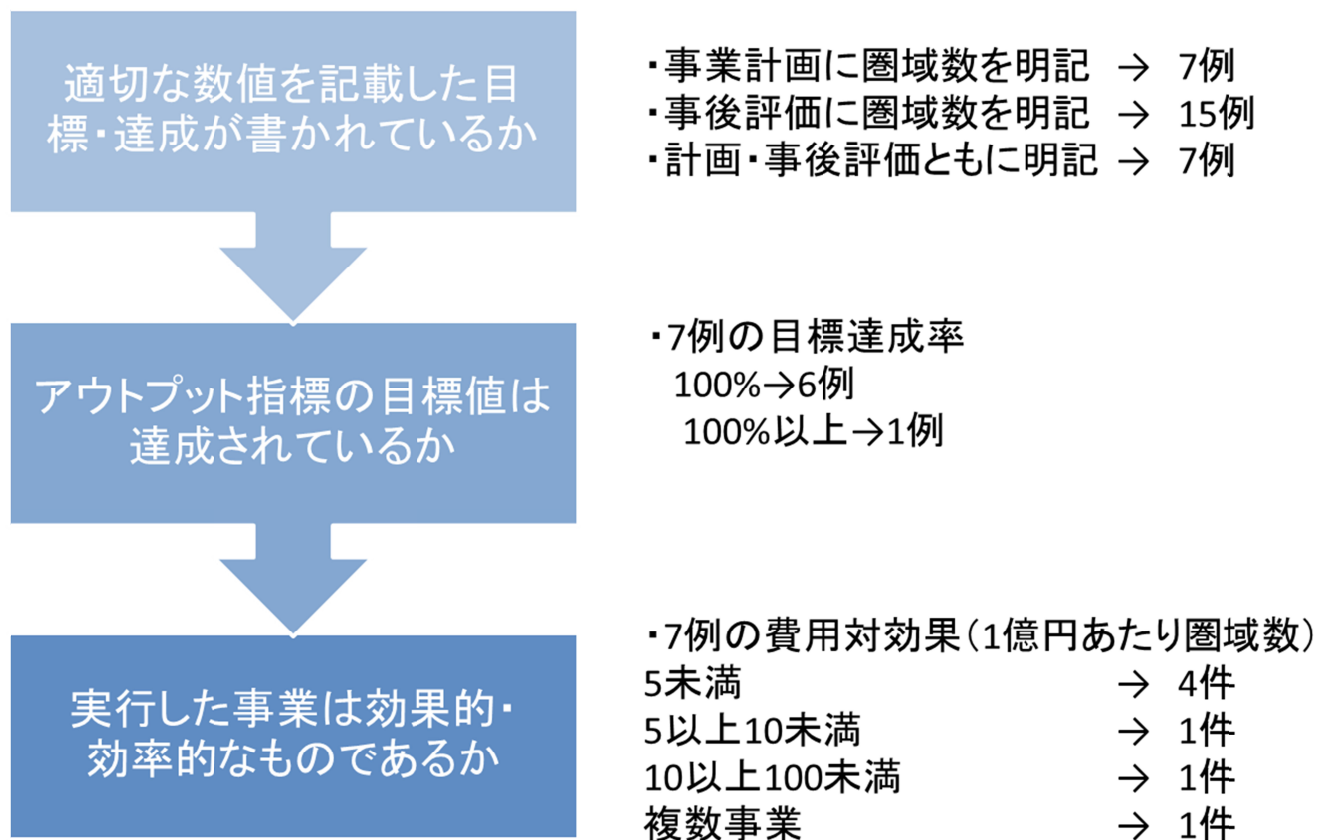 適切な数値を記載した目
標・達成が書かれているか
・事業計画に圏域数を明記 → 7例
・事後評価に圏域数を明記 → 15例
・計画・事後評価ともに明記 → 7例
アウトプット指標の目標値は
達成されているか
・7例の目標達成率
100%→6例
100%以上→1例
実行した事業は効果的・
効率的なものであるか
・7例の費用対効果(1億円あたり圏域数)
5未満 → 4件
5以上10未満 → 1件
10以上100未満 → 1件
複数事業 → 1件